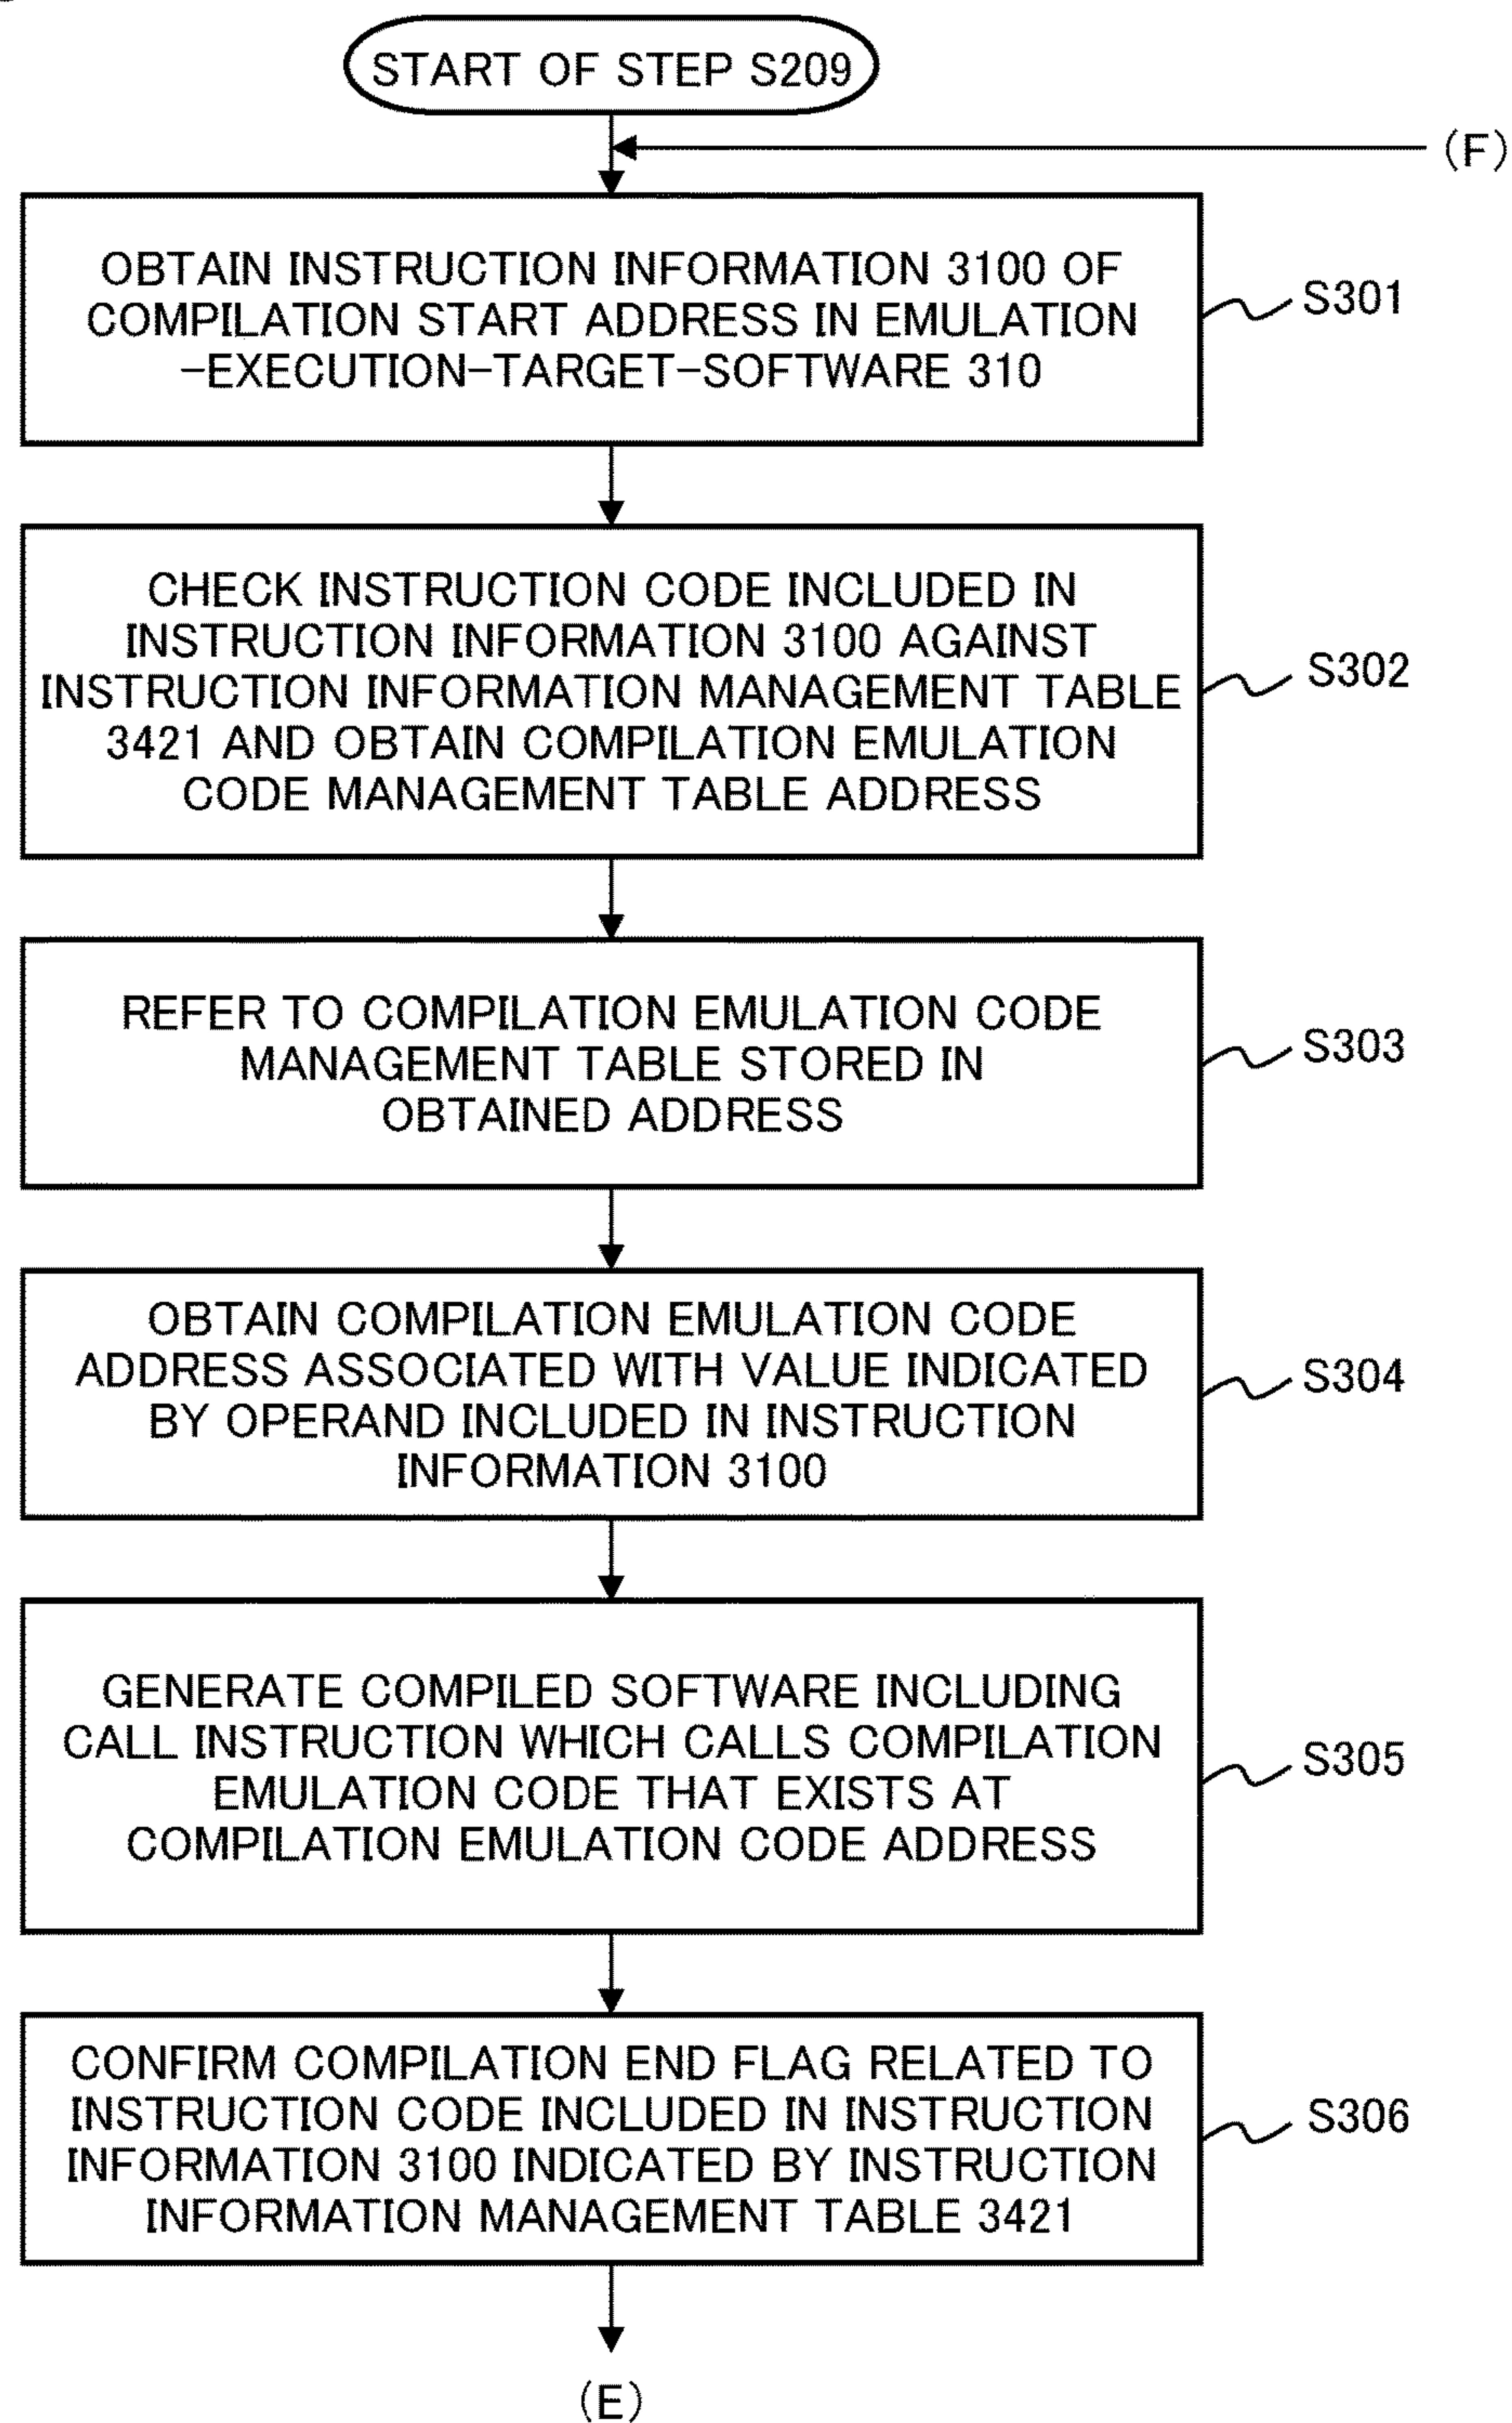 START OF STEP S209
(F)
OBTAIN INSTRUCTION INFORMATION 3100 OF
COMPILATION START ADDRESS IN EMULATION
-EXECUTION-TARGET-SOFTWARE 310
S301
CHECK INSTRUCTION CODE INCLUDED IN
INSTRUCTION INFORMATION 3100 AGAINST
INSTRUCTION INFORMATION MANAGEMENT TABLE
3421 AND OBTAIN COMPILATION EMULATION
CODE MANAGEMENT TABLE ADDRESS
S302
REFER TO COMPILATION EMULATION CODE
MANAGEMENT TABLE STORED IN
OBTAINED ADDRESS
S303
OBTAIN COMPILATION EMULATION CODE
ADDRESS ASSOCIATED WITH VALUE INDICATED
BY OPERAND INCLUDED IN INSTRUCTION
INFORMATION 3100
S304
GENERATE COMPILED SOFTWARE INCLUDING
CALL INSTRUCTION WHICH CALLS COMPILATION
EMULATION CODE THAT EXISTS AT
COMPILATION EMULATION CODE ADDRESS
S305
CONFIRM COMPILATION END FLAG RELATED TO
INSTRUCTION CODE INCLUDED IN INSTRUCTION
INFORMATION 3100 INDICATED BY INSTRUCTION
INFORMATION MANAGEMENT TABLE 3421
S306
(E)